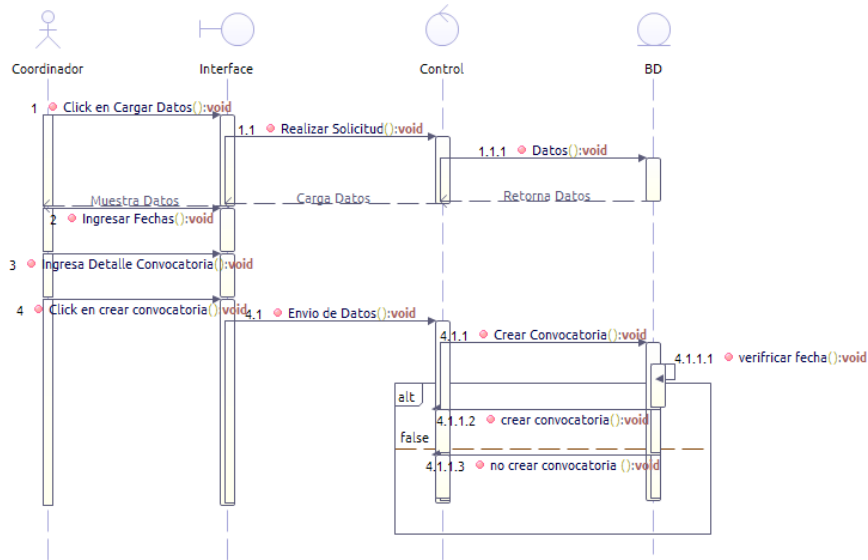 Coordinador Interface Control BD
1 Click en Cargar Datos():void
1.1 Realizar Solicitud():void
1.1.1 Datos():void
Muestra Datos Carga Datos Retorna Datos
2 Ingresar Fechas():void
3 Ingresa Detalle Convocatoria():void
4 Click en crear convocatoria():void
4.1 Envio de Datos():void
4.1.1 Crear Convocatoria():void
4.1.1.1 verifricar fecha():void
alt
4.1.1.2 crear convocatoria():void
false
4.1.1.3 no crear convocatoria ():void